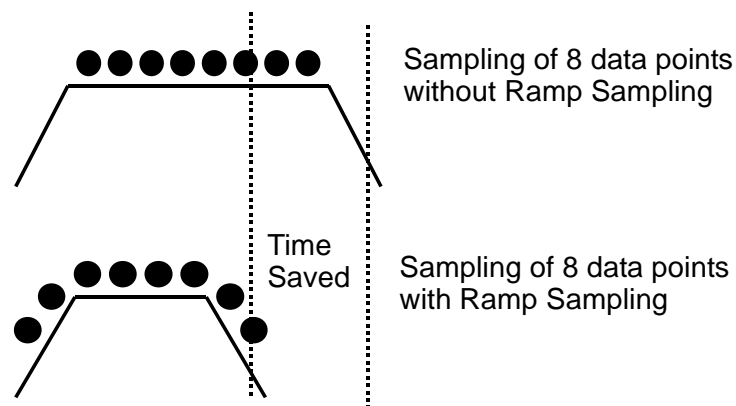 Sampling of 8 data points
without Ramp Sampling
Time
Saved
Sampling of 8 data points
with Ramp Sampling